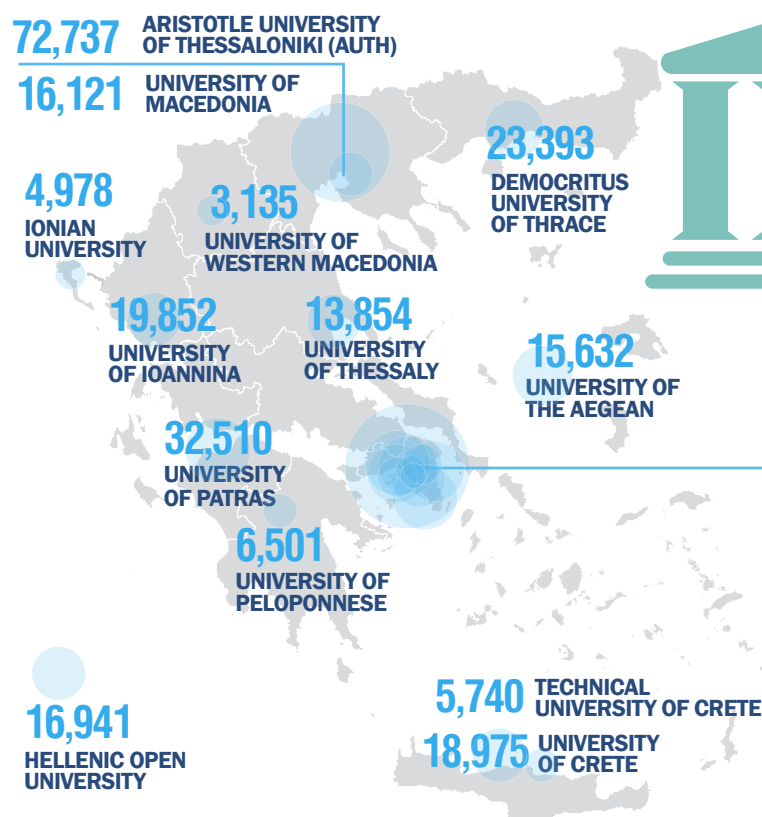 72,737 ARISTOTLE UNIVERSITY
OF THESSALONIKI (AUTH)
16,121 UNIVERSITY OF
MACEDONIA
23,393
DEMOCRITUS
UNIVERSITY
OF THRACE
4,978
IONIAN
UNIVERSITY
3,135
UNIVERSITY OF
WESTERN MACEDONIA
19,852
UNIVERSITY
OF IOANNINA
13,854
UNIVERSITY
OF THESSALY
15,632
UNIVERSITY OF
THE AEGEAN
32,510
UNIVERSITY
OF PATRAS
6,501
UNIVERSITY OF
PELOPONNESE
16,941
HELLENIC OPEN
UNIVERSITY
5,740 TECHNICAL
UNIVERSITY OF CRETE
18,975 UNIVERSITY
OF CRETE